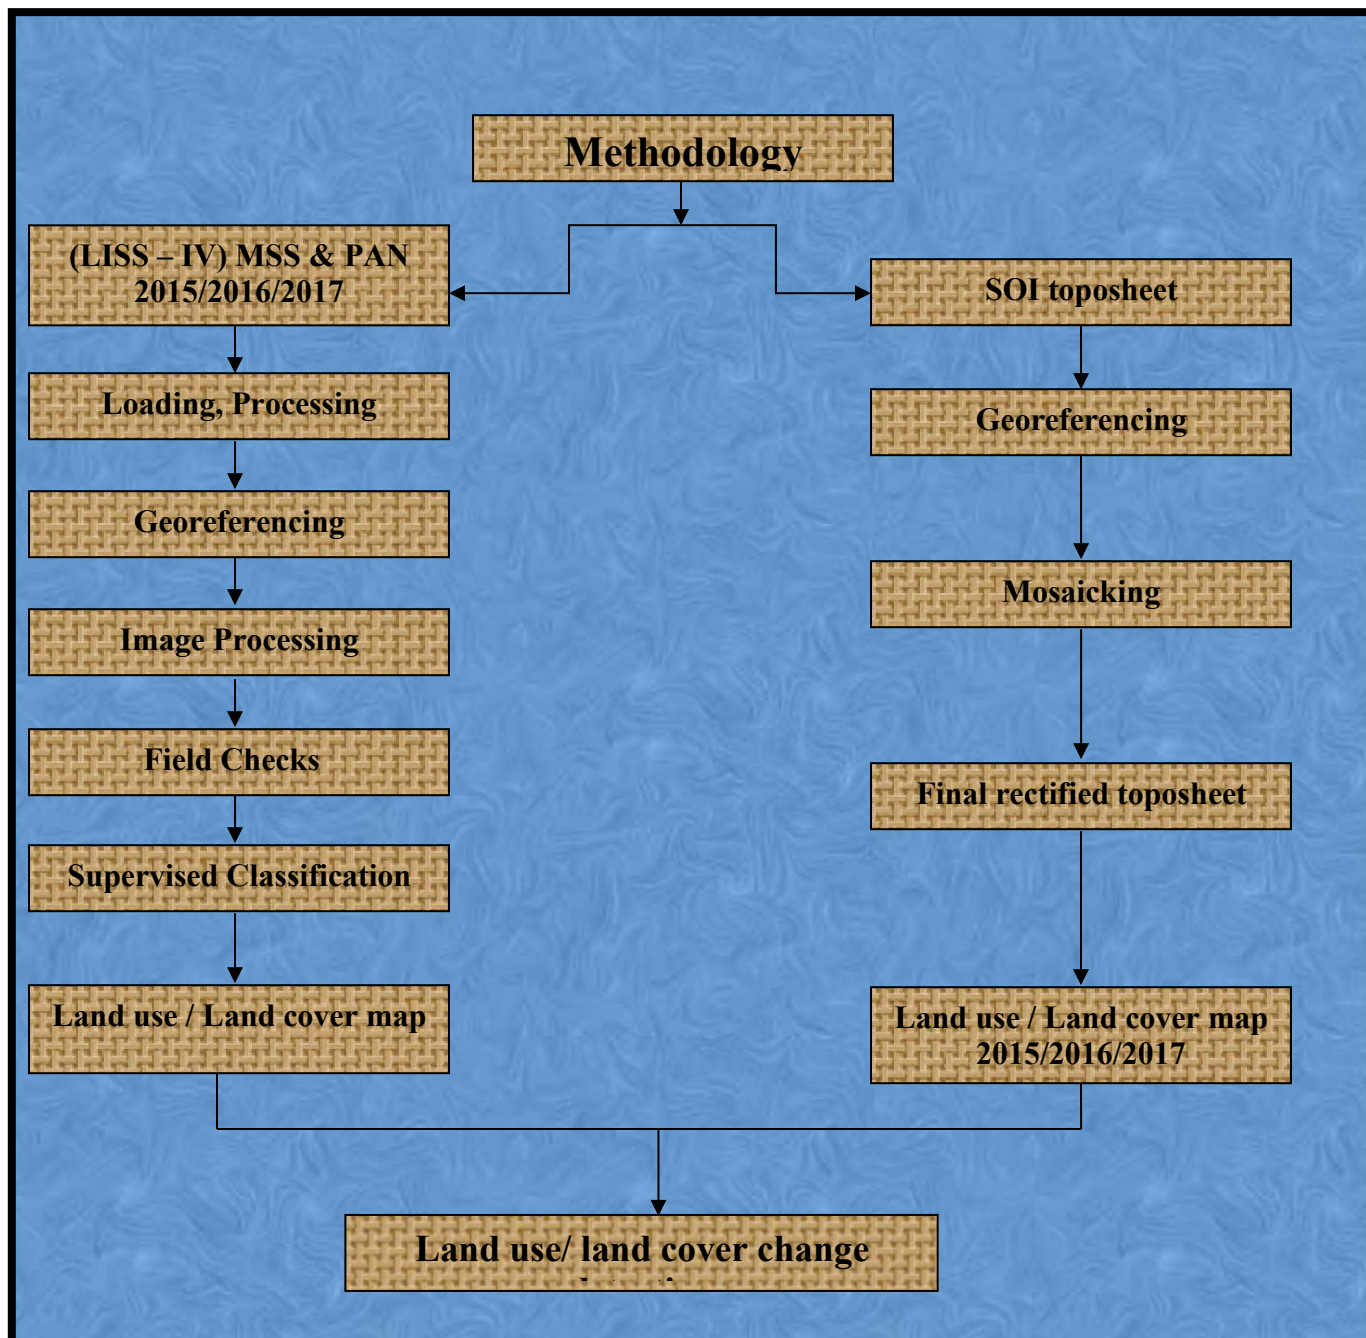 Methodology
(LISS – IV) MSS & PAN
2015/2016/2017
Loading, Processing
Georeferencing
Image Processing
Field Checks
Supervised Classification
Land use / Land cover map
SOI toposheet
Georeferencing
Mosaicking
Final rectified toposheet
Land use / Land cover map
2015/2016/2017
Land use/ land cover change